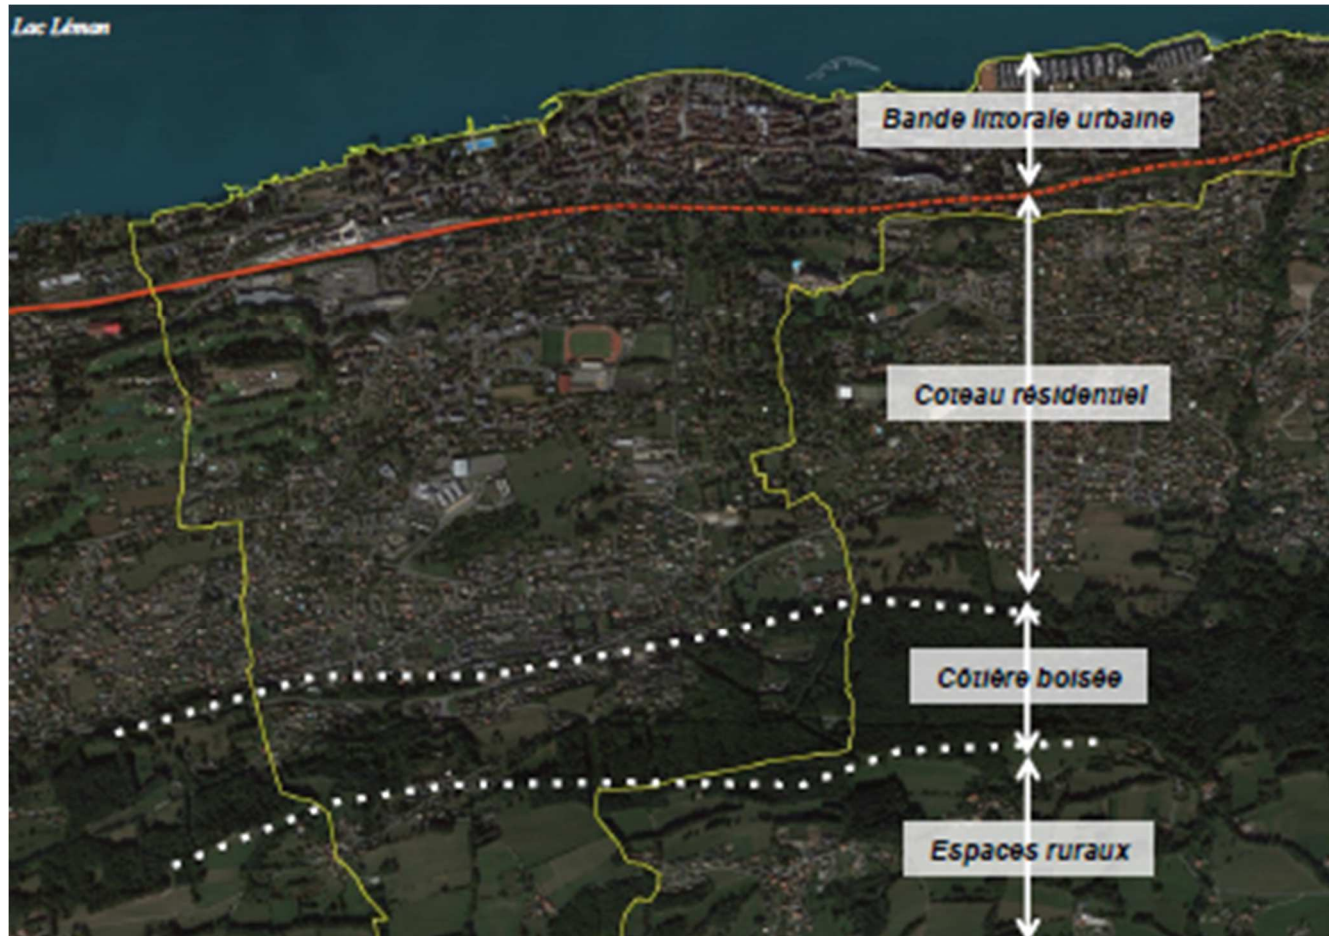 Lac Léman
Bande littorale urbaine
Coteau résidentiel
Côtière boisée
Espaces ruraux